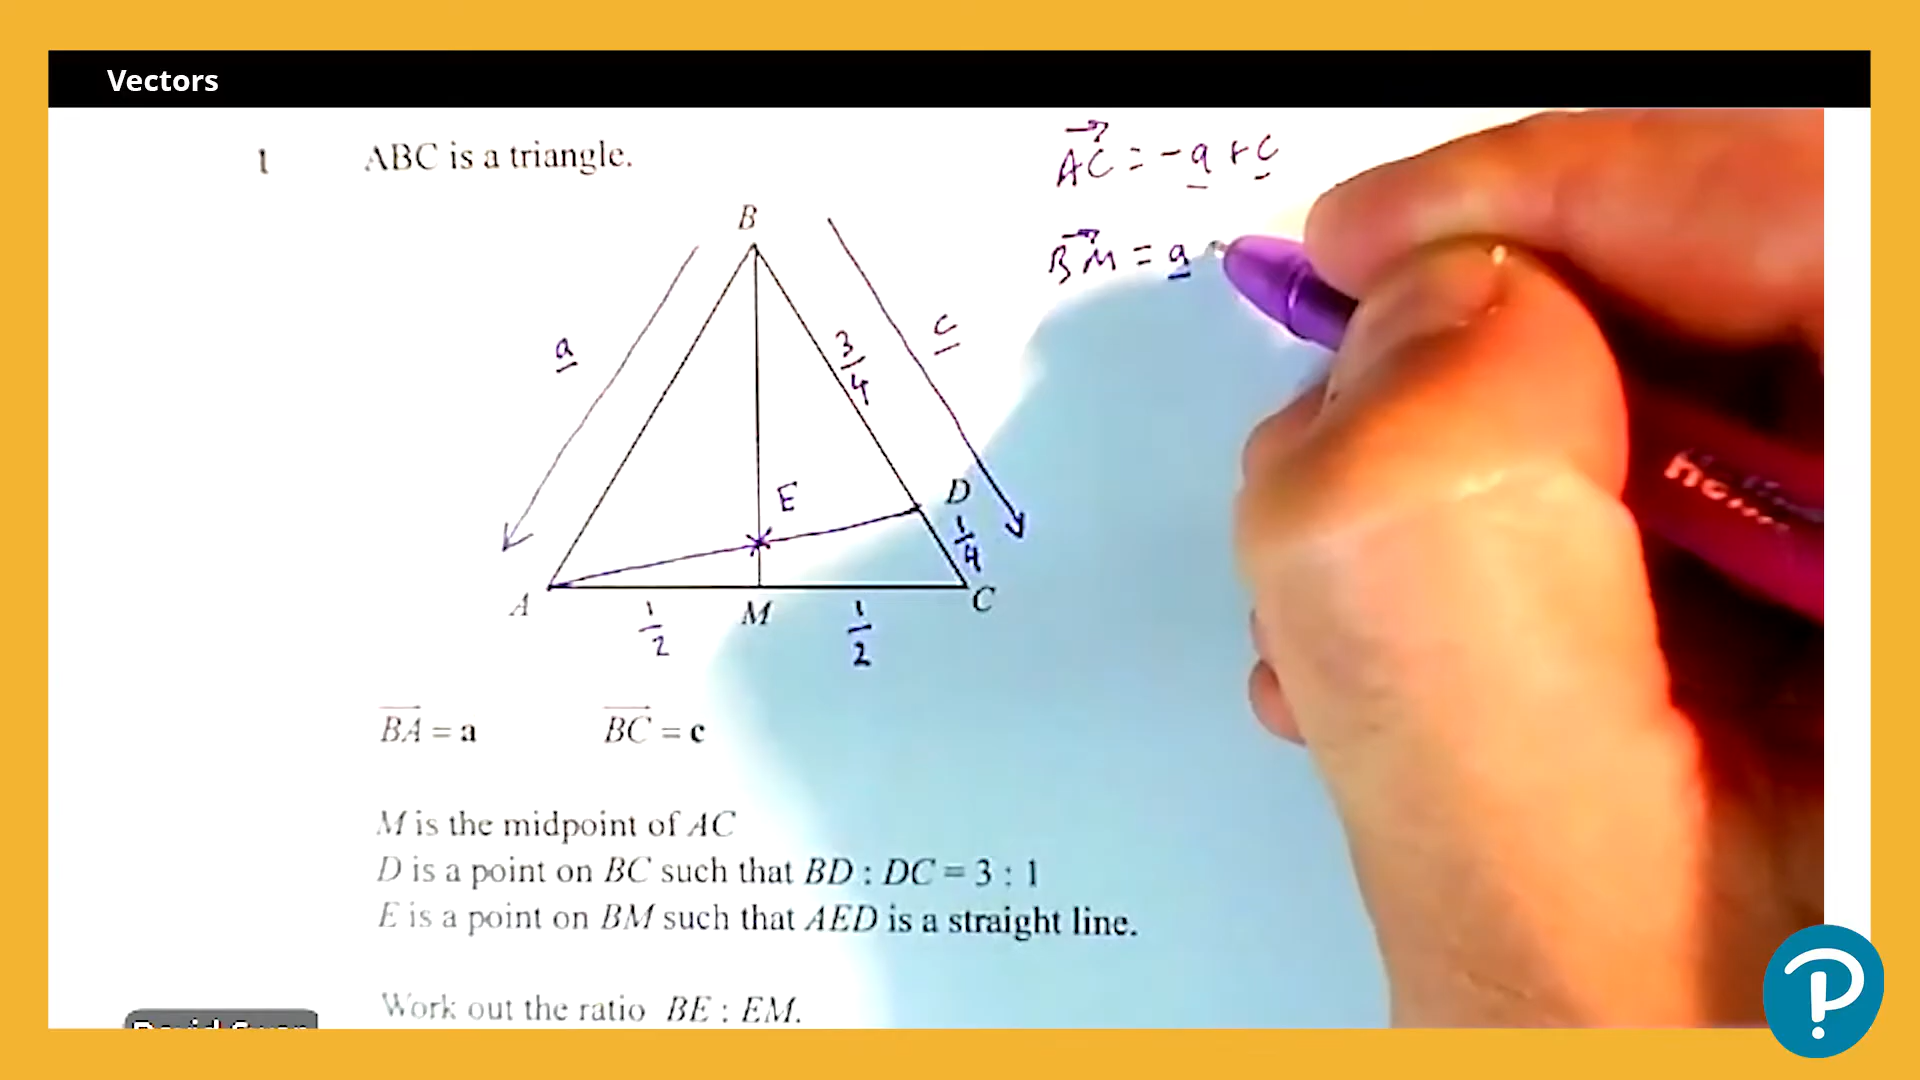 Vectors
1 ABC is a triangle.
AC = -a + c
BM = a
B
a
c
3/4
E
D
1/4
A
M
C
1/2
1/2
BA = a BC = c
M is the midpoint of AC
D is a point on BC such that BD : DC = 3 : 1
E is a point on BM such that AED is a straight line.
Work out the ratio BE : EM.